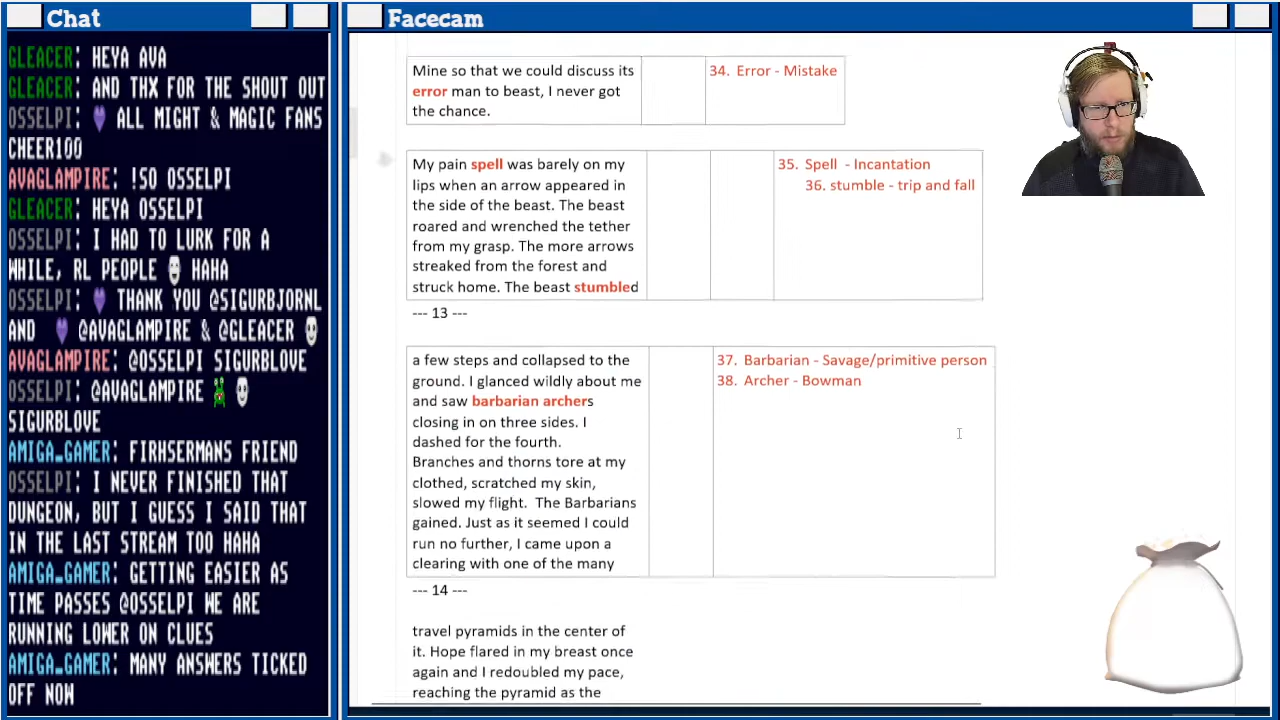 Chat
GLEACER: HEYA AVA
GLEACER: AND THX FOR THE SHOUT OUT
OSSELPI: 💜 ALL MIGHT & MAGIC FANS
CHEER100
AVAGLAMPIRE: !SO OSSELPI
GLEACER: HEYA OSSELPI
OSSELPI: I HAD TO LURK FOR A
WHILE, RL PEOPLE HAHA
OSSELPI: 💜 THANK YOU @SIGURBJORNL
AND 💜 @AVAGLAMPIRE & @GLEACER
AVAGLAMPIRE: @OSSELPI SIGURBLOVE
OSSELPI: @AVAGLAMPIRE
SIGURBLOVE
AMIGA_GAMER: FIRHSERMANS FRIEND
OSSELPI: I NEVER FINISHED THAT
DUNGEON, BUT I GUESS I SAID THAT
IN THE LAST STREAM TOO HAHA
AMIGA_GAMER: GETTING EASIER AS
TIME PASSES @OSSELPI WE ARE
RUNNING LOWER ON CLUES
AMIGA_GAMER: MANY ANSWERS TICKED
OFF NOW
Facecam
Mine so that we could discuss its
error man to beast, I never got
the chance.
34. Error - Mistake
My pain spell was barely on my
lips when an arrow appeared in
the side of the beast. The beast
roared and wrenched the tether
from my grasp. The more arrows
streaked from the forest and
struck home. The beast stumbled
35. Spell - Incantation
36. stumble - trip and fall
--- 13 ---
a few steps and collapsed to the
ground. I glanced wildly about me
and saw barbarian archers
closing in on three sides. I
dashed for the fourth.
Branches and thorns tore at my
clothed, scratched my skin,
slowed my flight. The Barbarians
gained. Just as it seemed I could
run no further, I came upon a
clearing with one of the many
37. Barbarian - Savage/primitive person
38. Archer - Bowman
--- 14 ---
travel pyramids in the center of
it. Hope flared in my breast once
again and I redoubled my pace,
reaching the pyramid as the